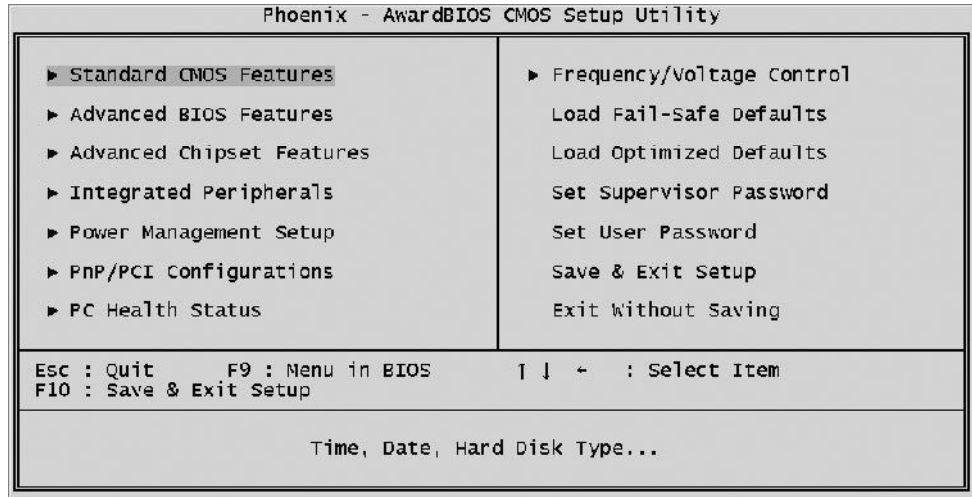 Phoenix - AwardBIOS CMOS Setup Utility
▶ Standard CMOS Features
▶ Advanced BIOS Features
▶ Advanced Chipset Features
▶ Integrated Peripherals
▶ Power Management Setup
▶ PnP/PCI Configurations
▶ PC Health Status
▶ Frequency/Voltage Control
Load Fail-Safe Defaults
Load Optimized Defaults
Set Supervisor Password
Set User Password
Save & Exit Setup
Exit Without Saving
Esc : Quit F9 : Menu in BIOS ↑ ↓ ← : Select Item
F10 : Save & Exit Setup
Time, Date, Hard Disk Type...